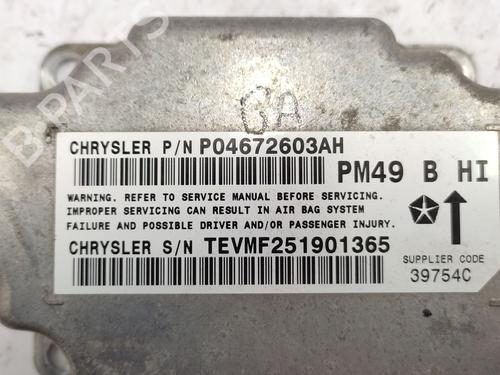 B-PARTS
GA
CHRYSLER P/N P04672603AH
PM49 B HI
WARNING. REFER TO SERVICE MANUAL BEFORE SERVICING.
IMPROPER SERVICING CAN RESULT IN AIR BAG SYSTEM
FAILURE AND POSSIBLE DRIVER AND/OR PASSENGER INJURY.
CHRYSLER S/N TEVMF251901365
SUPPLIER CODE
39754C